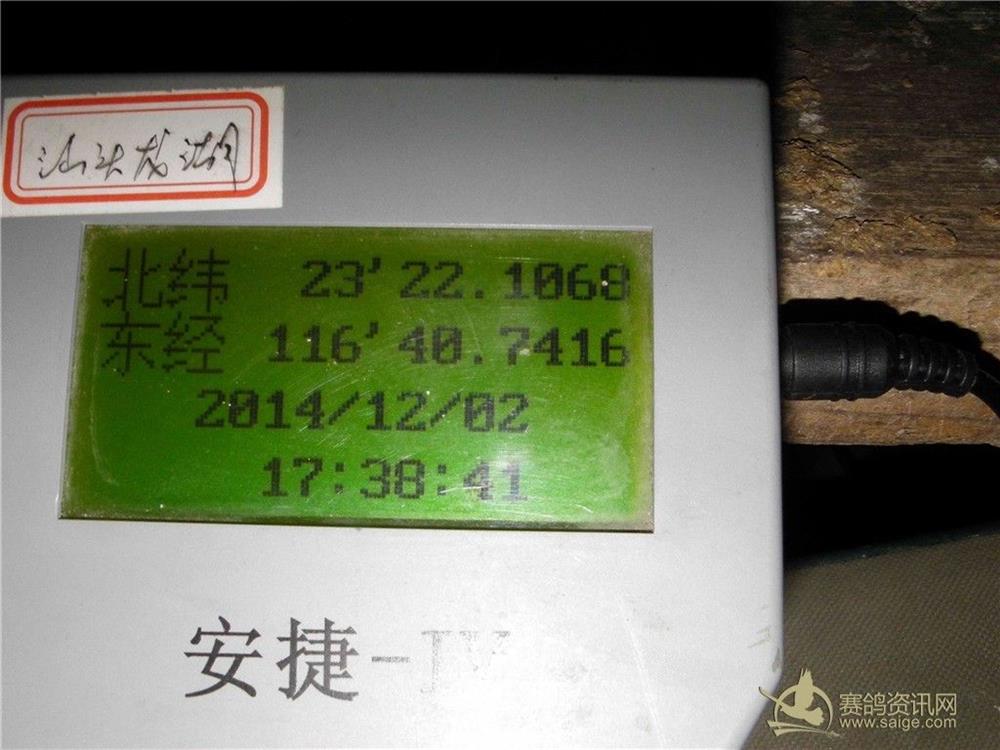 汕头龙湖
北纬 23'22.1068
东经 116'40.7416
2014/12/02
17:38:41
安捷-IV
赛鸽资讯网
www.saige.com